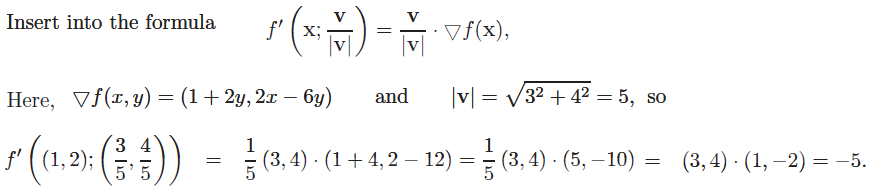 Insert into the formula f′(x; v/|v|) = v/|v| · ▽f(x),
Here, ▽f(x, y) = (1 + 2y, 2x − 6y) and |v| = √(3² + 4²) = 5, so
f′((1, 2); (3/5, 4/5)) = 1/5 (3, 4) · (1 + 4, 2 − 12) = 1/5 (3, 4) · (5, −10) = (3, 4) · (1, −2) = −5.